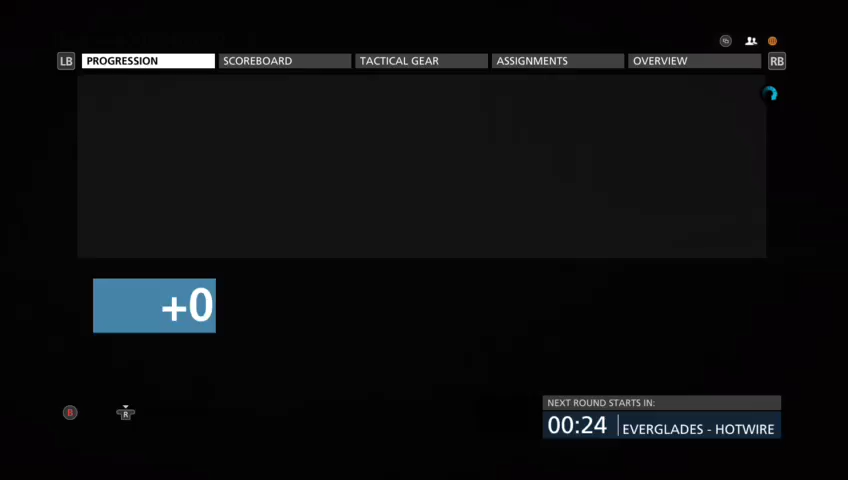 LB PROGRESSION SCOREBOARD TACTICAL GEAR ASSIGNMENTS OVERVIEW RB
+0
B R
NEXT ROUND STARTS IN:
00:24 EVERGLADES - HOTWIRE